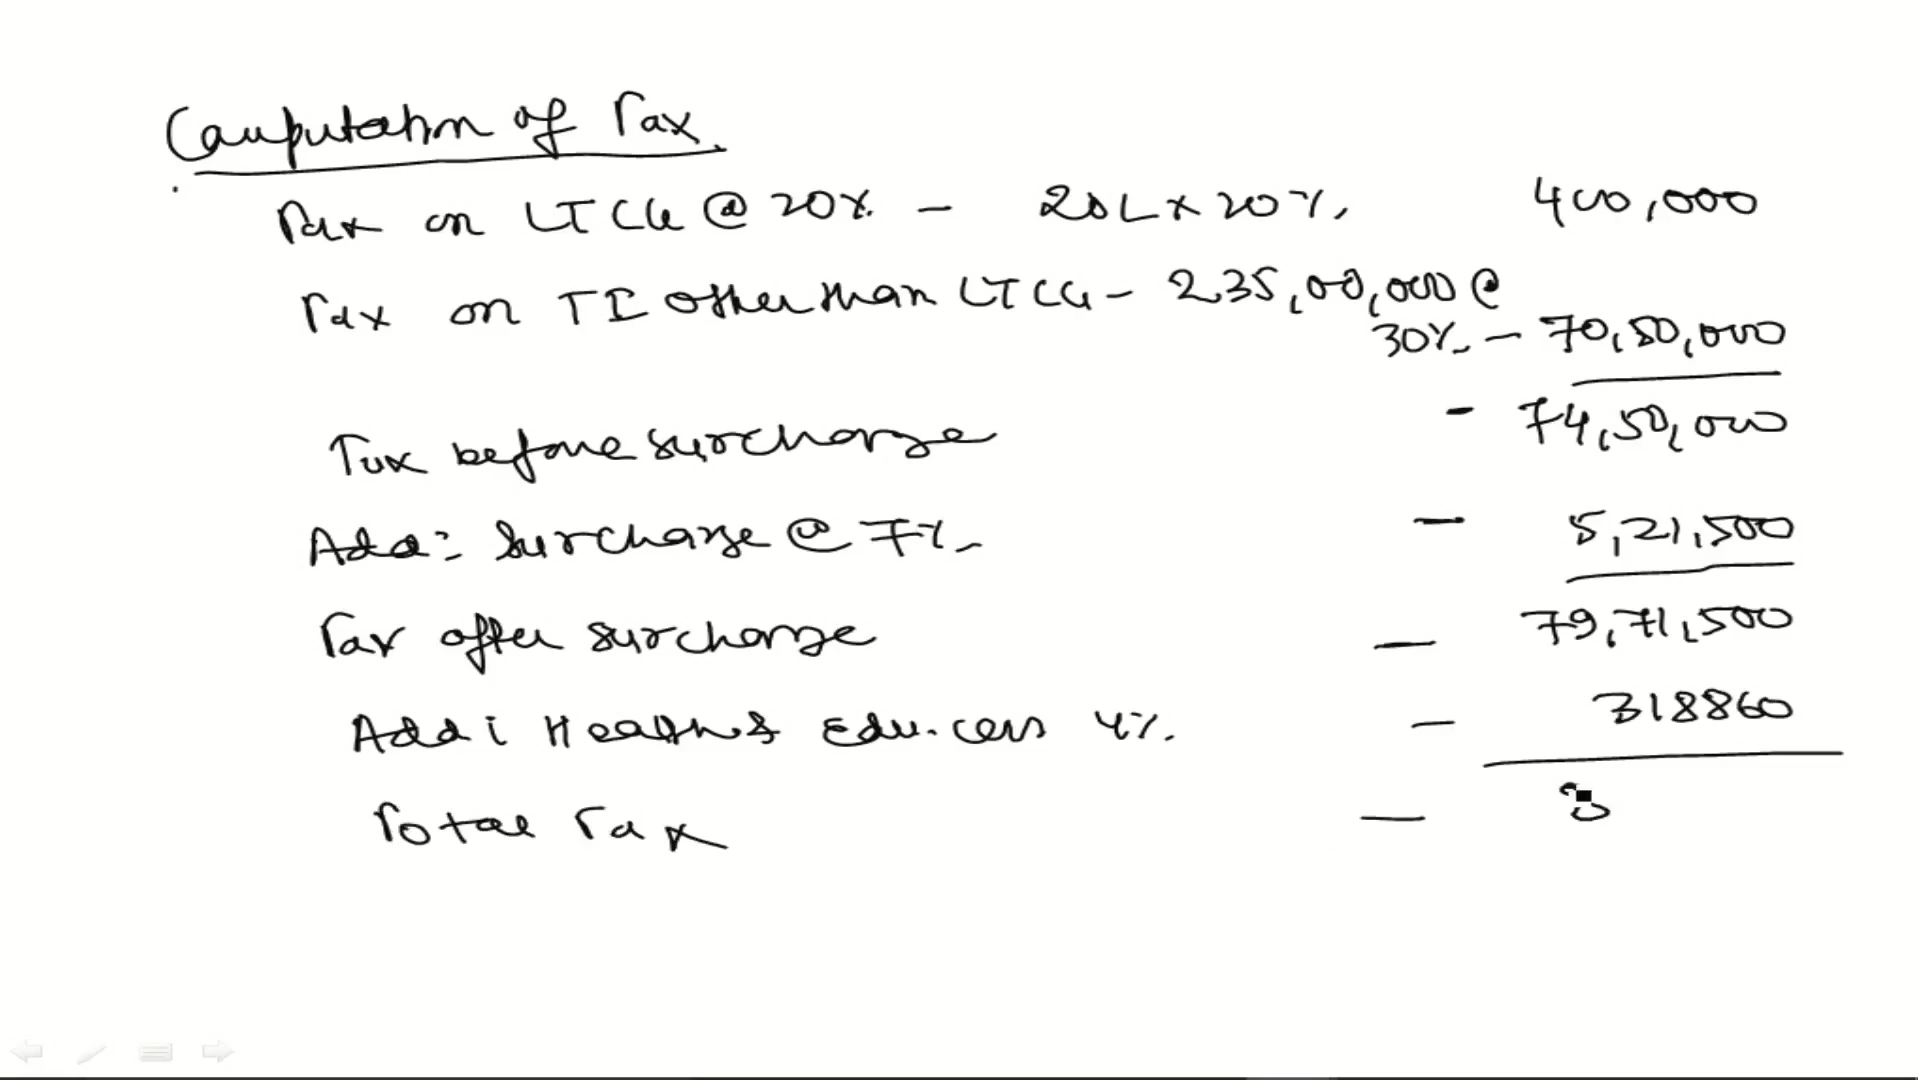 Computation of Tax
Tax on LTCG @ 20% - 20L x 20% 400,000
Tax on TI other than LTCG - 235,00,000 @
30% - 70,50,000
Tax before surcharge - 74,50,000
Add: Surcharge @ 7% - 5,21,500
Tax after surcharge - 79,71,500
Add: Health & Edu. cess 4% - 318860
Total Tax -